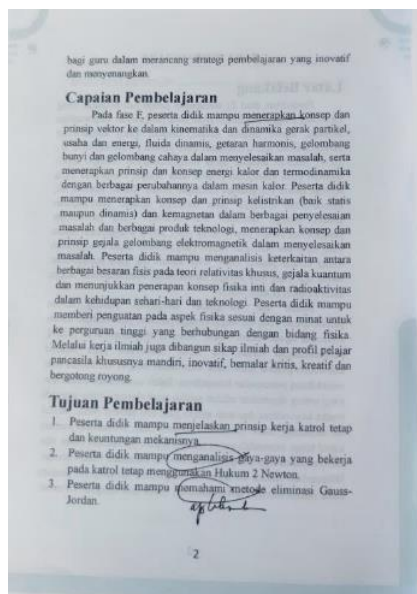 bagi guru dalam merancang strategi pembelajaran yang inovatif
dan menyenangkan.
Capaian Pembelajaran
Pada fase F, peserta didik mampu menerapkan konsep dan
prinsip vektor ke dalam kinematika dan dinamika gerak partikel,
usaha dan energi, fluida dinamis, getaran harmonis, gelombang
bunyi dan gelombang cahaya dalam menyelesaikan masalah, serta
menerapkan prinsip dan konsep energi kalor dan termodinamika
dengan berbagai perubahannya dalam mesin kalor. Peserta didik
mampu menerapkan konsep dan prinsip kelistrikan (baik statis
maupun dinamis) dan kemagnetan dalam berbagai penyelesaian
masalah dan berbagai produk teknologi, menerapkan konsep dan
prinsip gejala gelombang elektromagnetik dalam menyelesaikan
masalah. Peserta didik mampu menganalisis keterkaitan antara
berbagai besaran fisis pada teori relativitas khusus, gejala kuantum
dan menunjukkan penerapan konsep fisika inti dan radioaktivitas
dalam kehidupan sehari-hari dan teknologi. Peserta didik mampu
memberi penguatan pada aspek fisika sesuai dengan minat untuk
ke perguruan tinggi yang berhubungan dengan bidang fisika.
Melalui kerja ilmiah juga dibangun sikap ilmiah dan profil pelajar
pancasila khususnya mandiri, inovatif, bernalar kritis, kreatif dan
bergotong royong.
Tujuan Pembelajaran
1. Peserta didik mampu menjelaskan prinsip kerja katrol tetap
dan keuntungan mekanisnya.
2. Peserta didik mampu menganalisis gaya-gaya yang bekerja
pada katrol tetap menggunakan Hukum 2 Newton.
3. Peserta didik mampu memahami metode eliminasi Gauss-
Jordan.
2